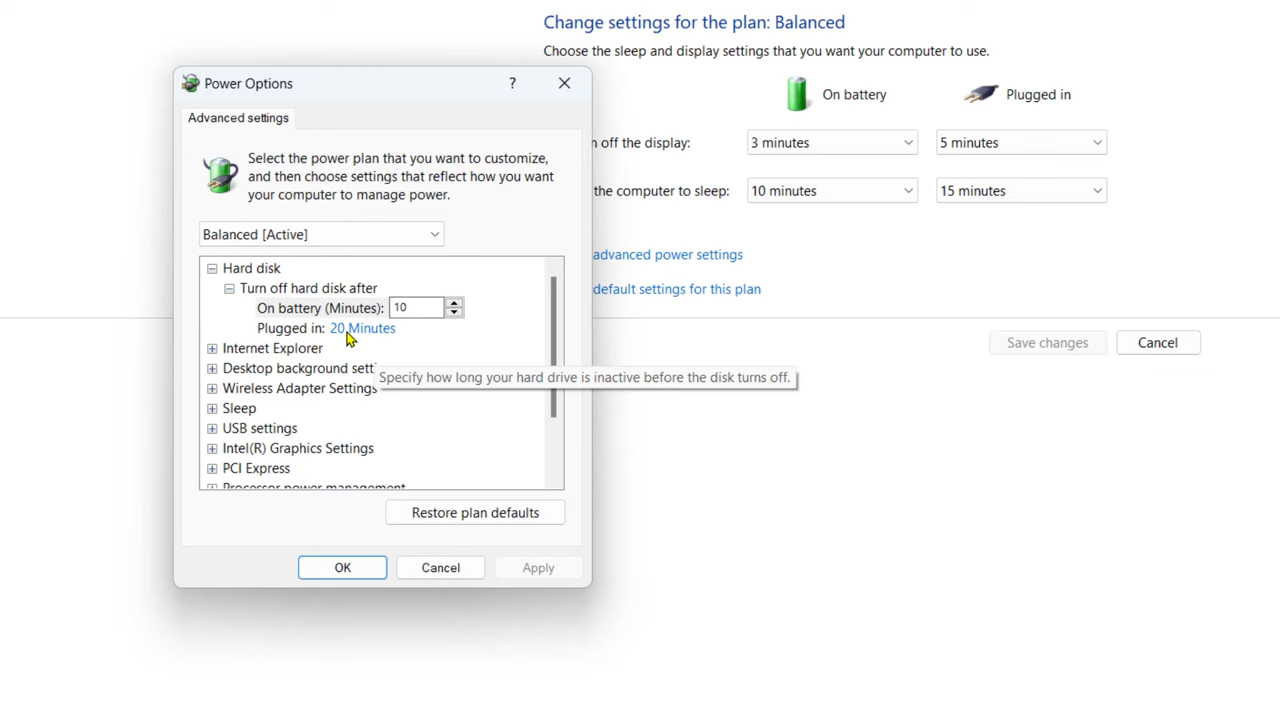 Change settings for the plan: Balanced
Choose the sleep and display settings that you want your computer to use.
On battery
Plugged in
n off the display:
3 minutes
5 minutes
the computer to sleep:
10 minutes
15 minutes
advanced power settings
default settings for this plan
Save changes
Cancel
Power Options
?
Advanced settings
Select the power plan that you want to customize,
and then choose settings that reflect how you want
your computer to manage power.
Balanced [Active]
Hard disk
Turn off hard disk after
On battery (Minutes): 10
Plugged in: 20 Minutes
Internet Explorer
Desktop background setti
Specify how long your hard drive is inactive before the disk turns off.
Wireless Adapter Settings
Sleep
USB settings
Intel(R) Graphics Settings
PCI Express
Processor power management
Restore plan defaults
OK
Cancel
Apply